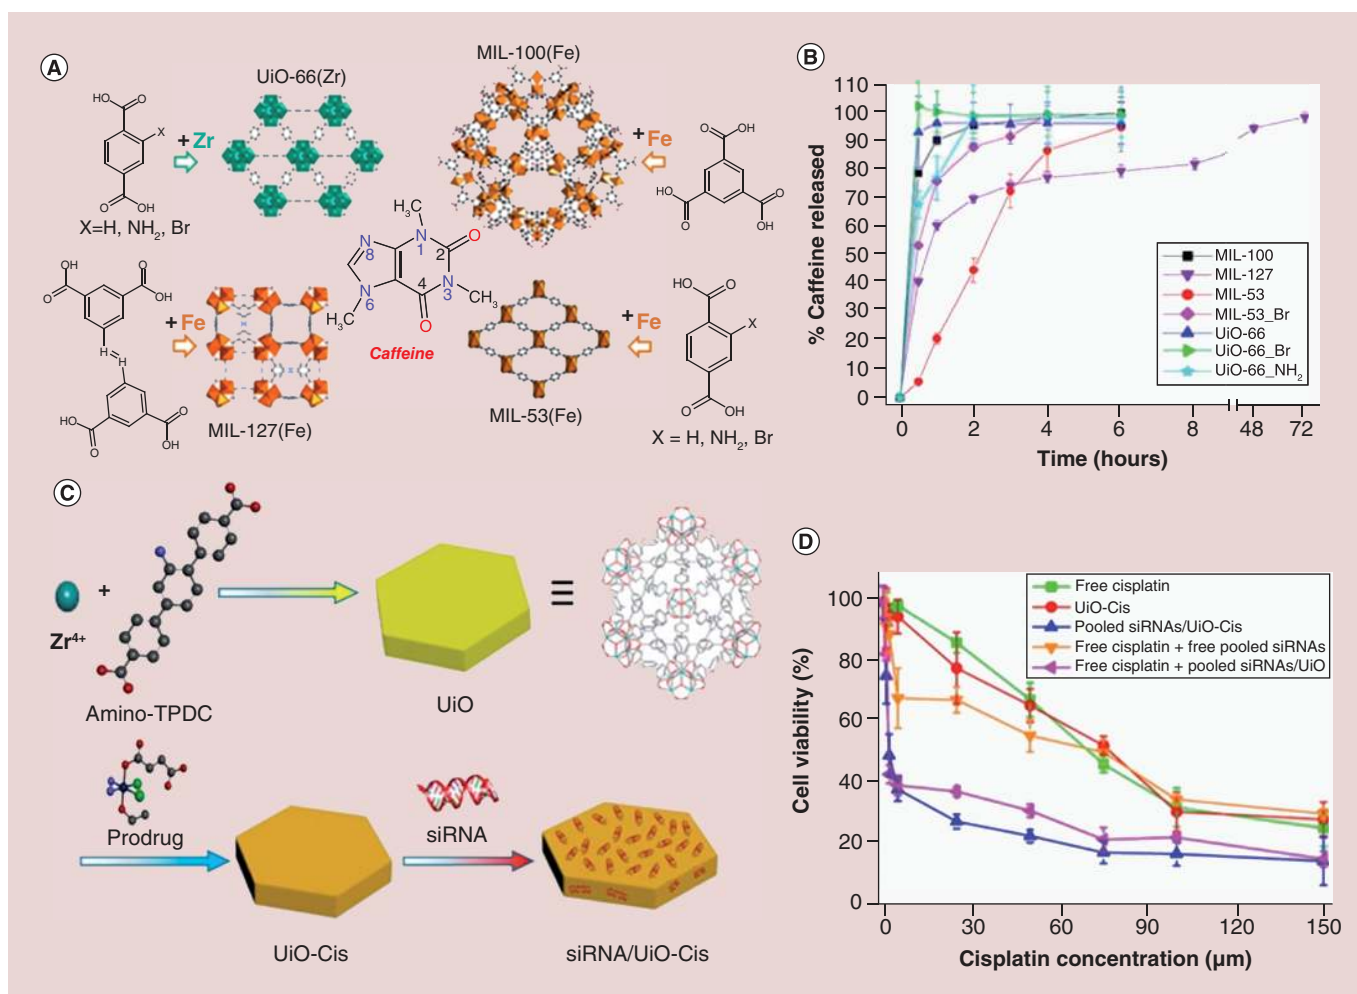 A
UiO-66(Zr)
HO
O
X
+Zr
O
OH
X=H, NH2, Br
MIL-100(Fe)
+Fe
O
OH
HO
O
O
OH
OH
O
O
OH
H
H
+Fe
O
OH
O
OH
MIL-127(Fe)
H3C
N
8
N
1
O
2
4
N
6
N
3
CH3
H3C
O
Caffeine
MIL-53(Fe)
+Fe
HO
O
X
O
OH
X = H, NH2, Br
B
% Caffeine released
110
100
90
80
70
60
50
40
30
20
10
0
MIL-100
MIL-127
MIL-53
MIL-53_Br
UiO-66
UiO-66_Br
UiO-66_NH2
0 2 4 6 8 48 72
Time (hours)
C
Zr4+
+
Amino-TPDC
UiO
≡
Prodrug
siRNA
UiO-Cis
siRNA/UiO-Cis
D
Cell viability (%)
100
80
60
40
20
0
Free cisplatin
UiO-Cis
Pooled siRNAs/UiO-Cis
Free cisplatin + free pooled siRNAs
Free cisplatin + pooled siRNAs/UiO
0 30 60 90 120 150
Cisplatin concentration (µm)